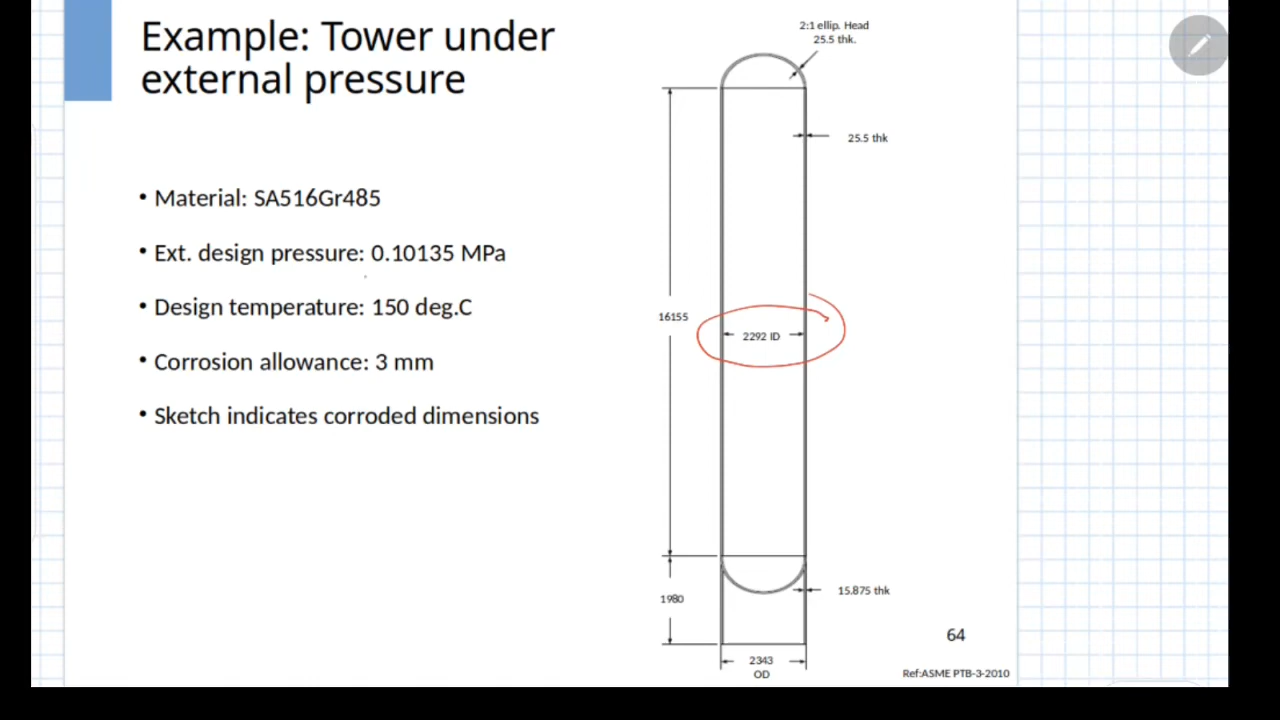 Example: Tower under
external pressure
• Material: SA516Gr485
• Ext. design pressure: 0.10135 MPa
• Design temperature: 150 deg.C
• Corrosion allowance: 3 mm
• Sketch indicates corroded dimensions
2:1 ellip. Head
25.5 thk.
25.5 thk
16155
2292 ID
15.875 thk
1980
2343
OD
64
Ref:ASME PTB-3-2010